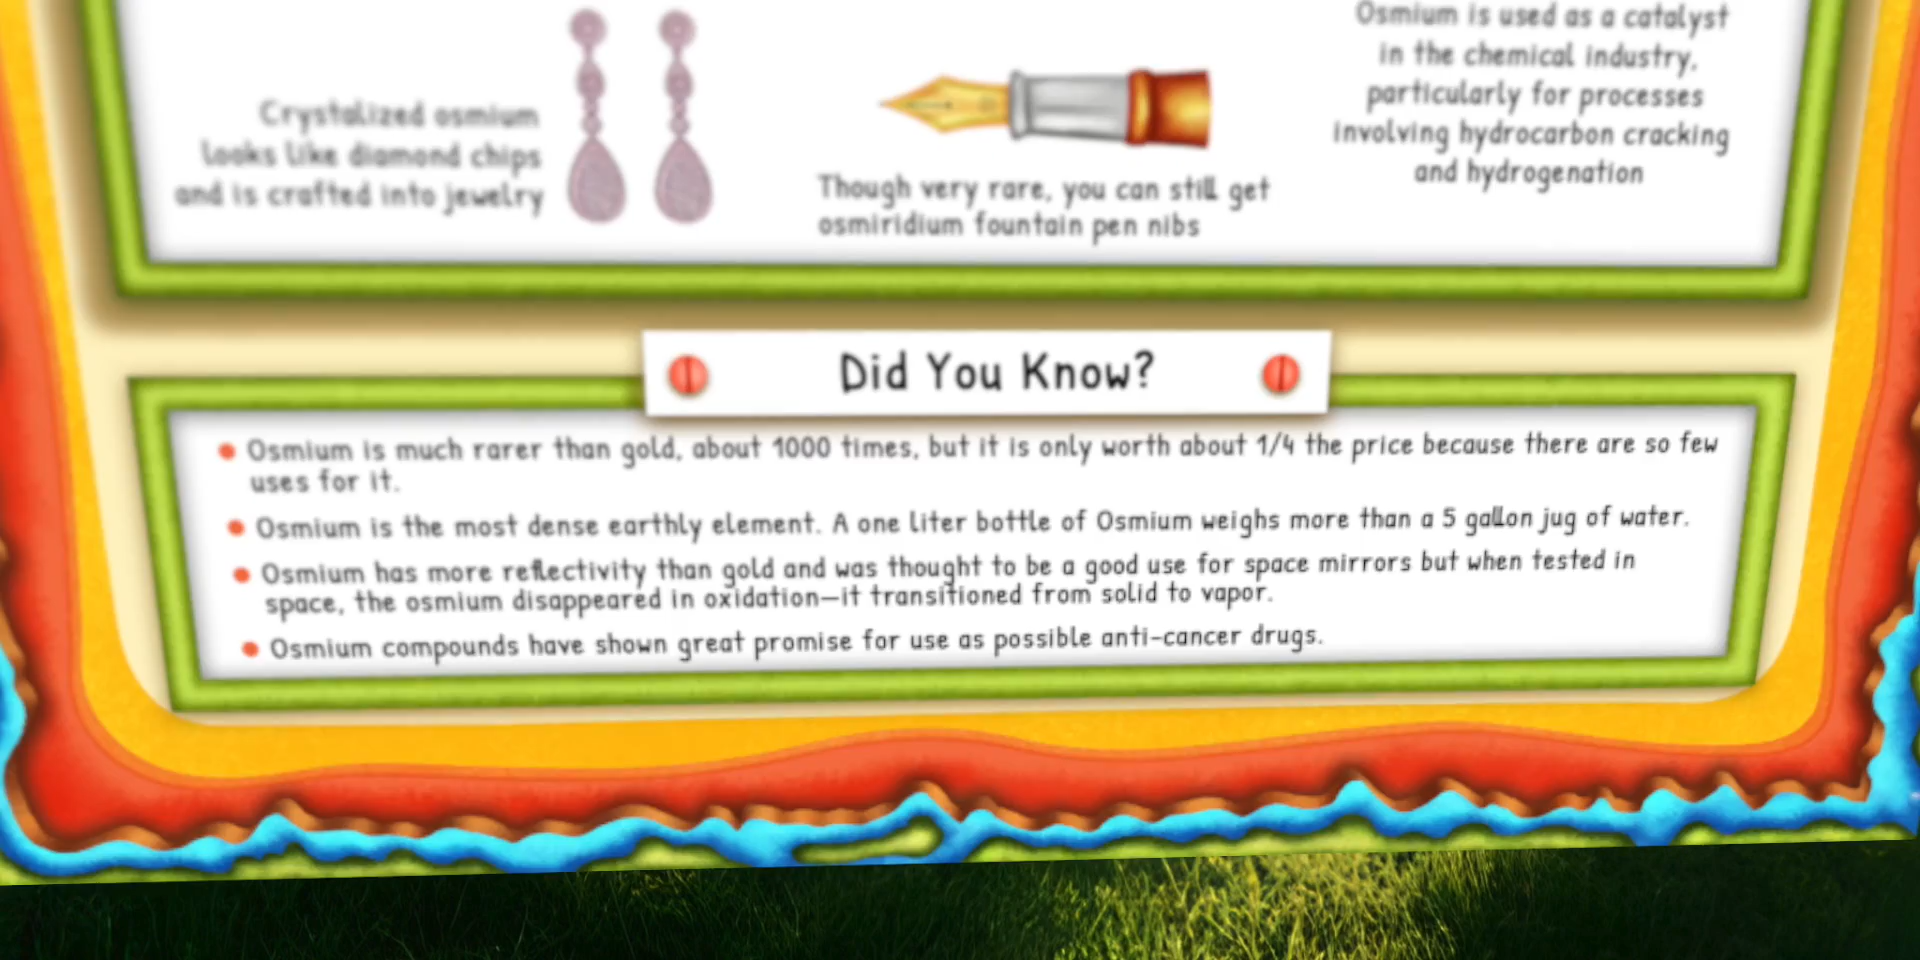 Crystalized osmium
looks like diamond chips
and is crafted into jewelry
Though very rare, you can still get
osmiridium fountain pen nibs
Osmium is used as a catalyst
in the chemical industry,
particularly for processes
involving hydrocarbon cracking
and hydrogenation
Did You Know?
Osmium is much rarer than gold, about 1000 times, but it is only worth about 1/4 the price because there are so few
uses for it.
Osmium is the most dense earthly element. A one liter bottle of Osmium weighs more than a 5 gallon jug of water.
Osmium has more reflectivity than gold and was thought to be a good use for space mirrors but when tested in
space, the osmium disappeared in oxidation—it transitioned from solid to vapor.
Osmium compounds have shown great promise for use as possible anti-cancer drugs.